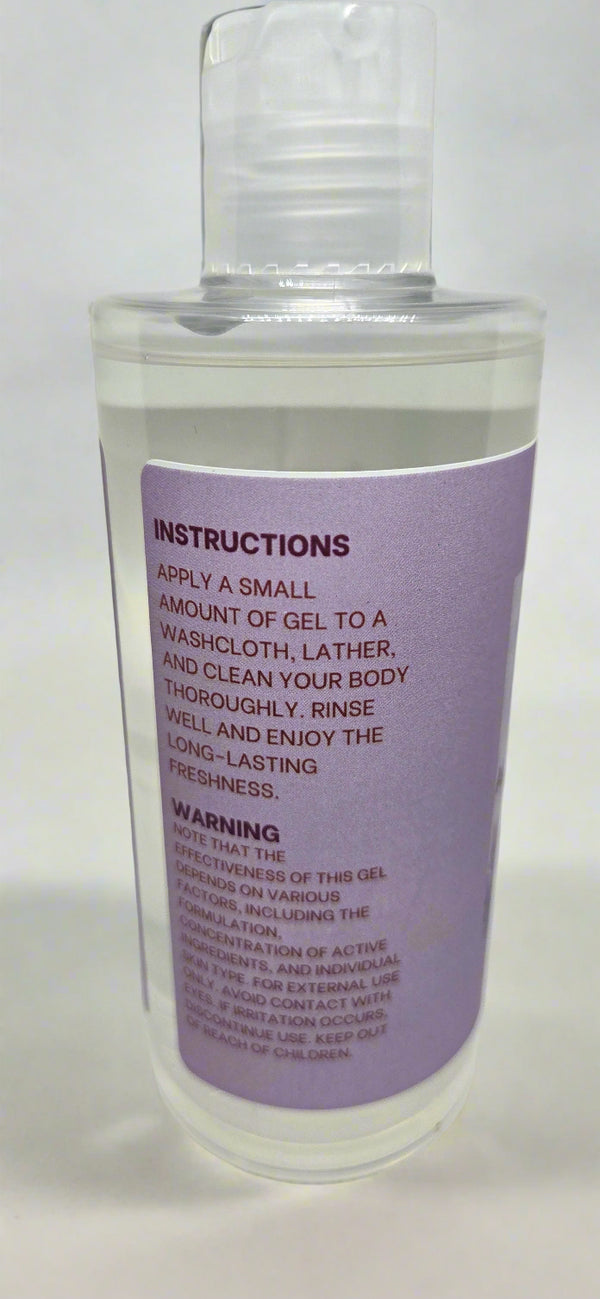 INSTRUCTIONS
APPLY A SMALL
AMOUNT OF GEL TO A
WASHCLOTH, LATHER,
AND CLEAN YOUR BODY
THOROUGHLY. RINSE
WELL AND ENJOY THE
LONG-LASTING
FRESHNESS.
WARNING
NOTE THAT THE
EFFECTIVENESS OF THIS GEL
DEPENDS ON VARIOUS
FACTORS, INCLUDING THE
FORMULATION,
CONCENTRATION OF ACTIVE
INGREDIENTS, AND INDIVIDUAL
SKIN TYPE. FOR EXTERNAL USE
ONLY. AVOID CONTACT WITH
EYES. IF IRRITATION OCCURS,
DISCONTINUE USE. KEEP OUT
OF REACH OF CHILDREN.